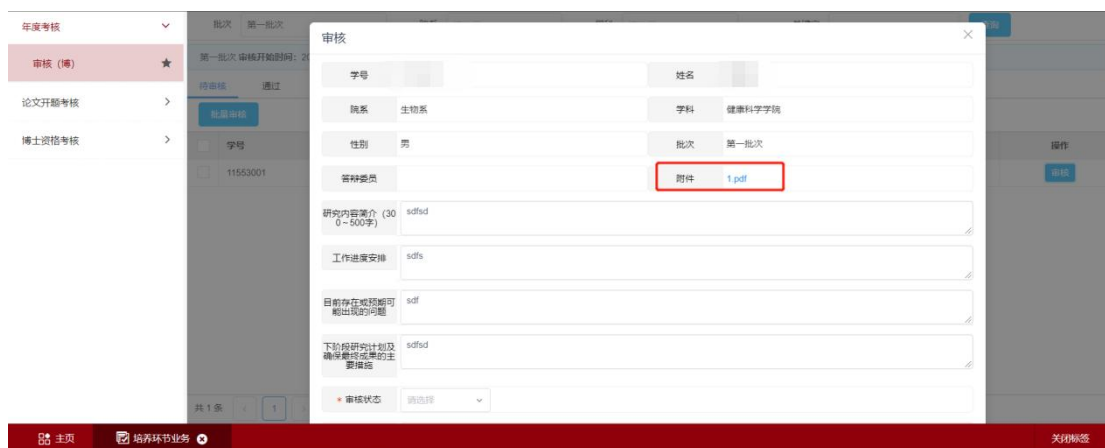 年度考核
审核（博）
论文开题考核
博士资格考核
批次 第一批次
第一批次 审核开始时间：20
待审核 通过
批量审核
学号
操作
11553001
审核
共 1 条
1
审核
学号
姓名
院系 生物系
学科 健康科学学院
性别 男
批次 第一批次
答辩委员
附件 1.pdf
研究内容简介（30
0～500字）
sdfsd
工作进度安排
sdfs
目前存在或预期可
能出现的问题
sdf
下阶段研究计划及
确保最终成果的主
要措施
sdfsd
* 审核状态 请选择
主页
培养环节业务
关闭标签